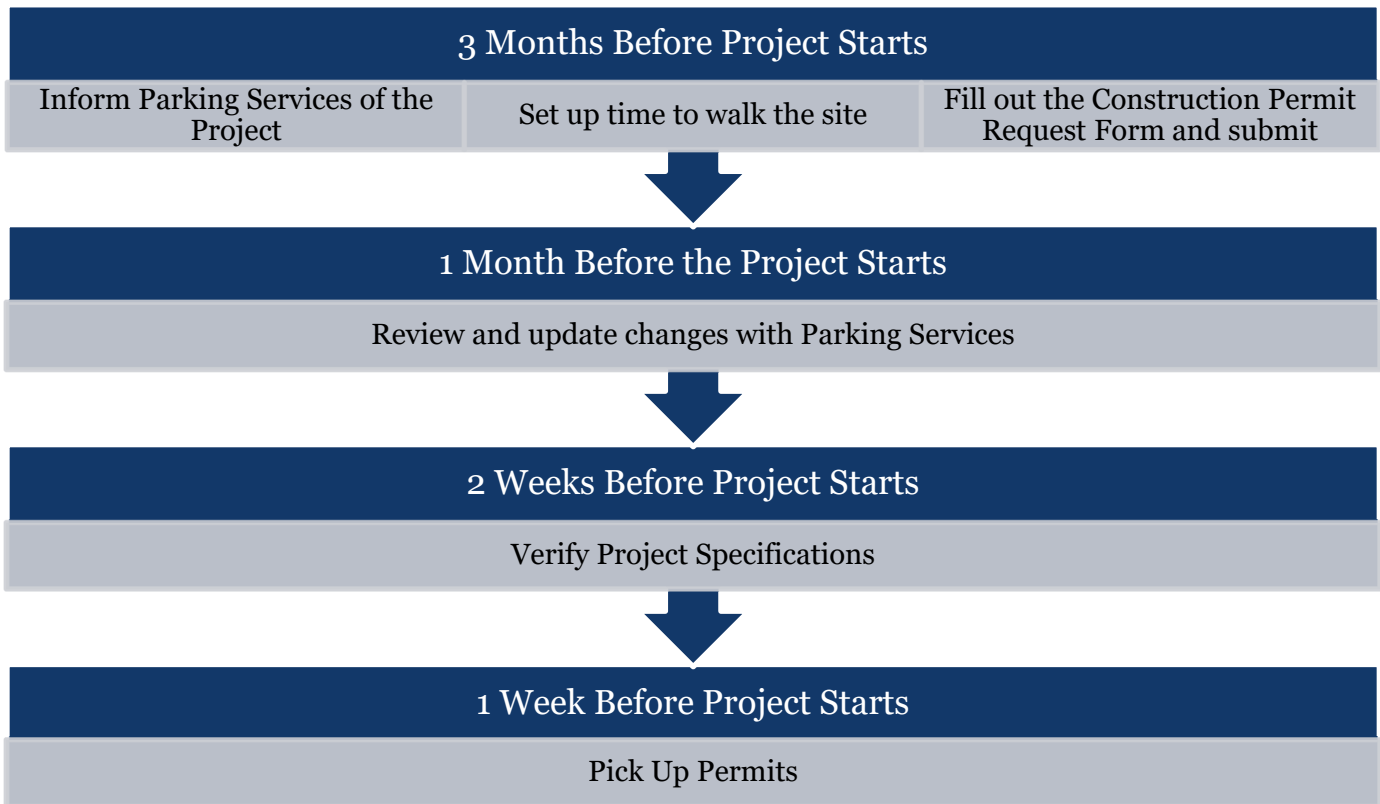 3 Months Before Project Starts
Inform Parking Services of the
Project
Set up time to walk the site
Fill out the Construction Permit
Request Form and submit
1 Month Before the Project Starts
Review and update changes with Parking Services
2 Weeks Before Project Starts
Verify Project Specifications
1 Week Before Project Starts
Pick Up Permits